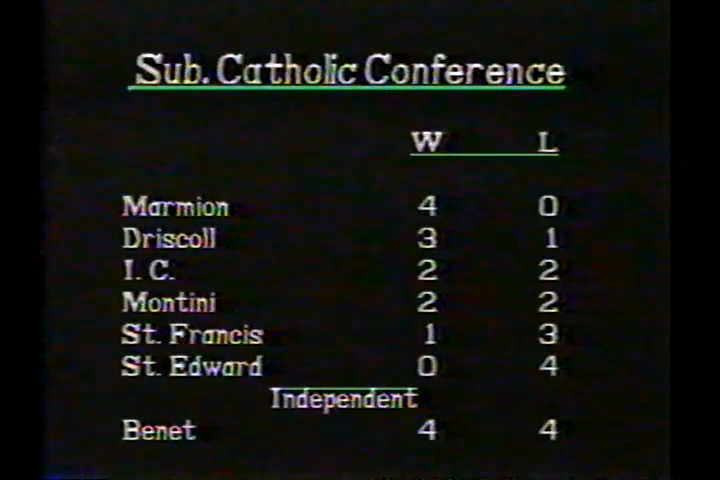 Sub. Catholic Conference
W L
Marmion 4 0
Driscoll 3 1
I. C. 2 2
Montini 2 2
St. Francis 1 3
St. Edward 0 4
Independent
Benet 4 4